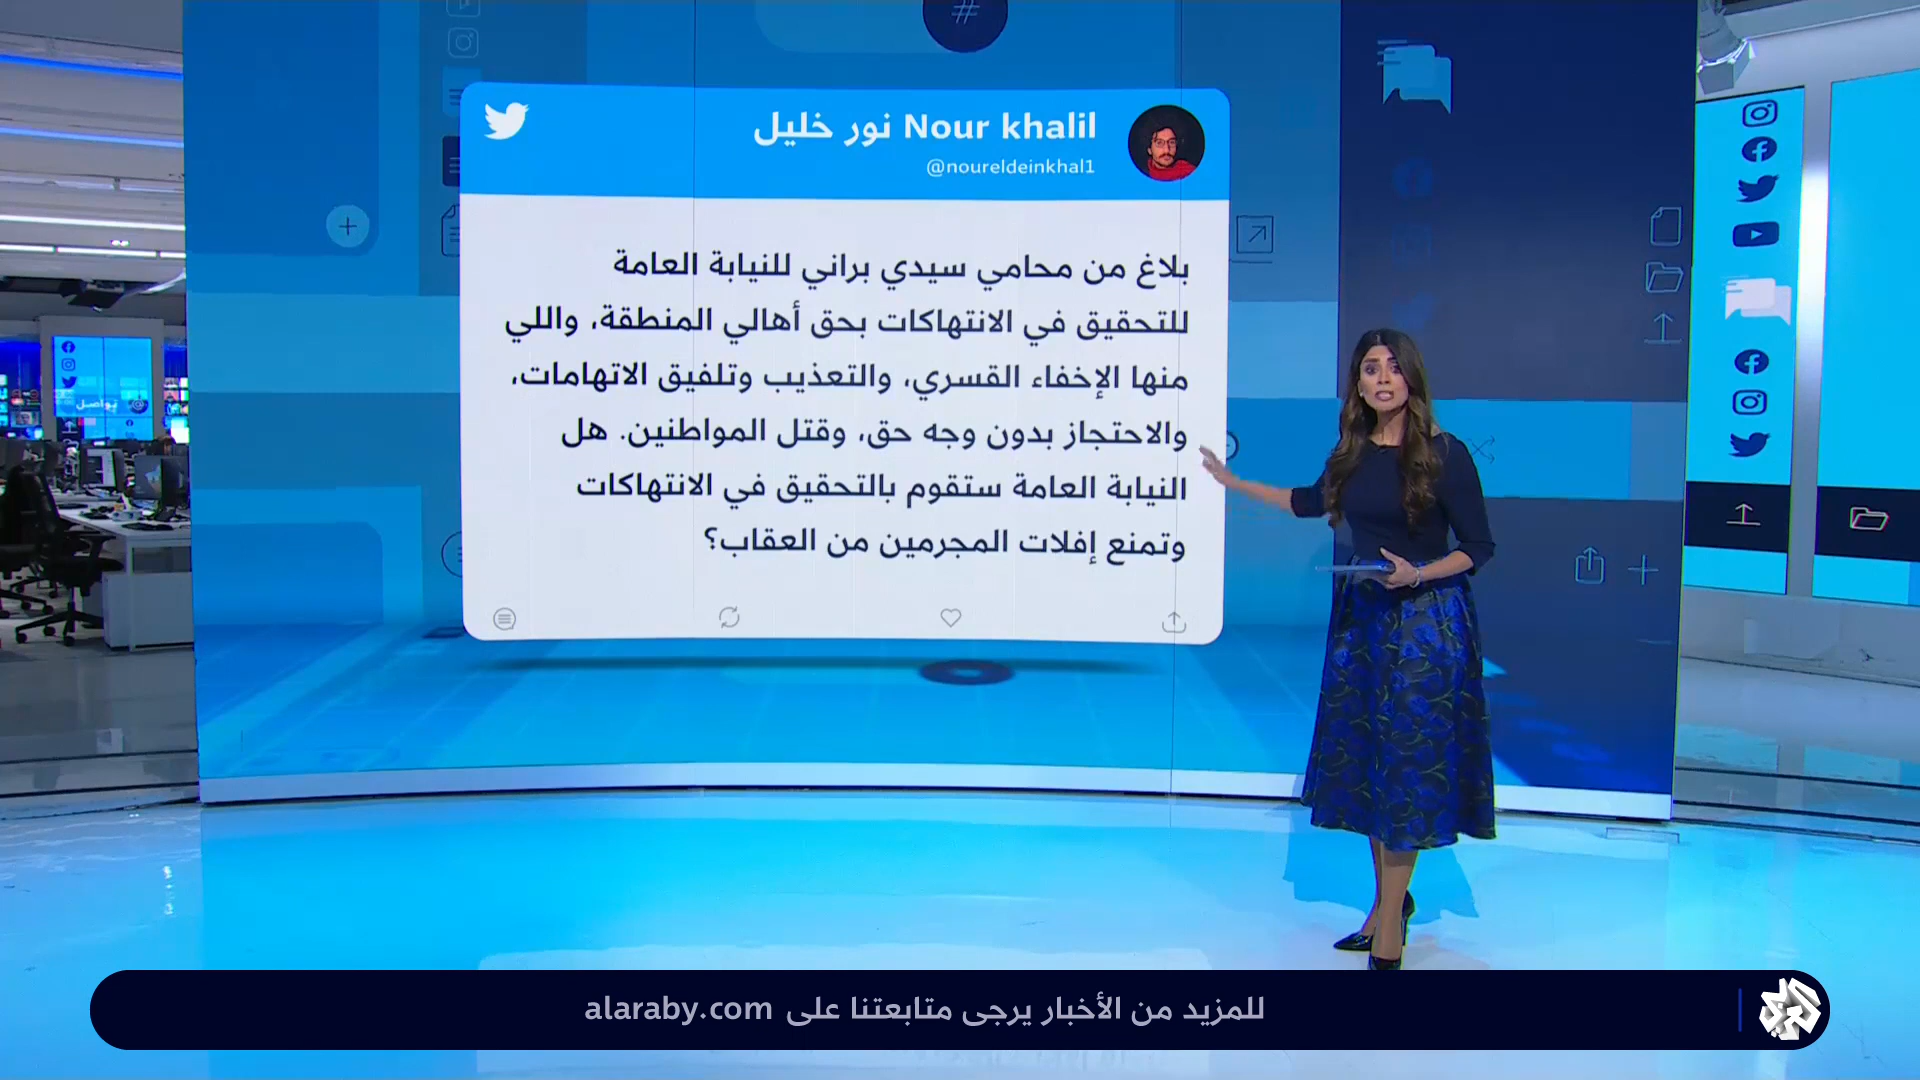 #
نور خليل Nour khalil
@noureldeinkhal1
بلاغ من محامي سيدي براني للنيابة العامة
للتحقيق في الانتهاكات بحق أهالي المنطقة، واللي
منها الإخفاء القسري، والتعذيب وتلفيق الاتهامات،
والاحتجاز بدون وجه حق، وقتل المواطنين. هل
النيابة العامة ستقوم بالتحقيق في الانتهاكات
وتمنع إفلات المجرمين من العقاب؟
تواصل @
للمزيد من الأخبار يرجى متابعتنا على alaraby.com